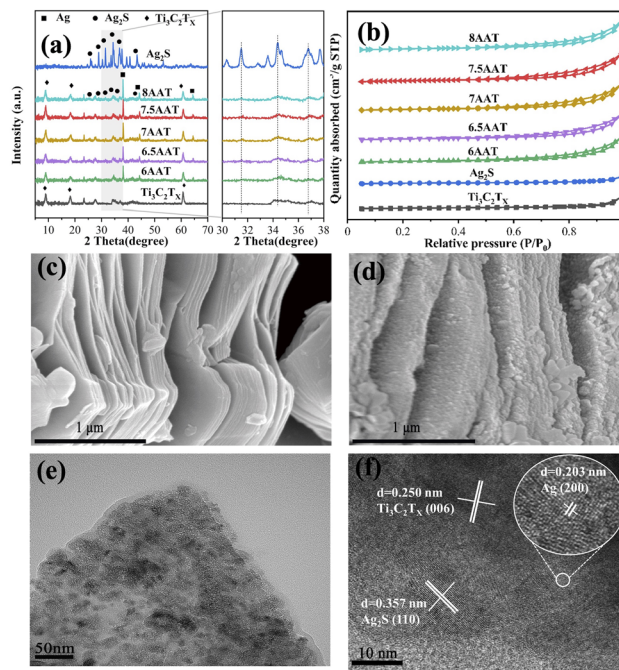 ■ Ag ● Ag₂S ♦ Ti₃C₂Tₓ
(a)
Ag₂S
8AAT
7.5AAT
7AAT
6.5AAT
6AAT
Ti₃C₂Tₓ
Intensity (a.u.)
10 20 30 40 50 60 70
2 Theta(degree)
30 32 34 36 38
2 Theta(degree)
(b)
8AAT
7.5AAT
7AAT
6.5AAT
6AAT
Ag₂S
Ti₃C₂Tₓ
Quantity absorbed (cm³/g STP)
0 0.2 0.4 0.6 0.8
Relative pressure (P/P₀)
(c)
1 μm
(d)
1 μm
(e)
50nm
(f)
d=0.250 nm
Ti₃C₂Tₓ (006)
d=0.203 nm
Ag (200)
d=0.357 nm
Ag₂S (110)
10 nm